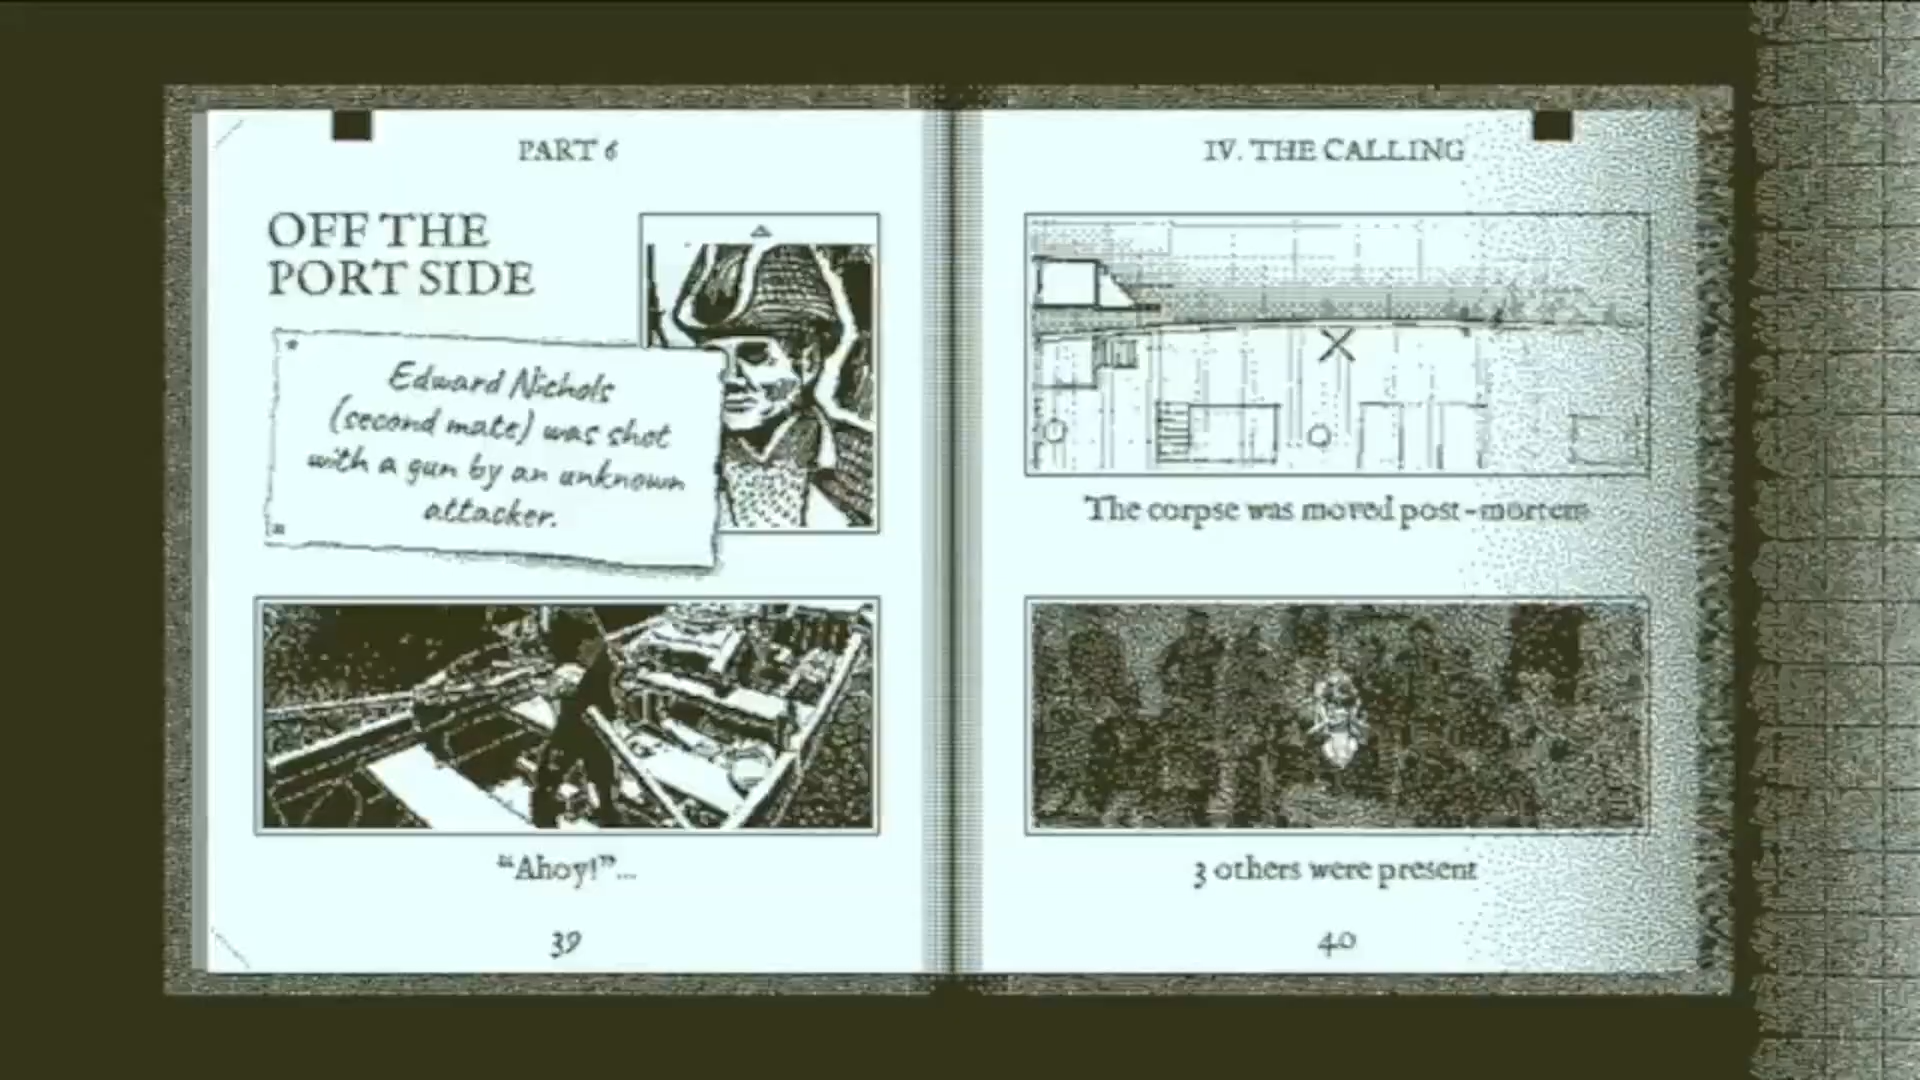 PART 6
OFF THE
PORT SIDE
Edward Nichols
(second mate) was shot
with a gun by an unknown
attacker.
"Ahoy!"...
39
IV. THE CALLING
The corpse was moved post-mortem
3 others were present
40